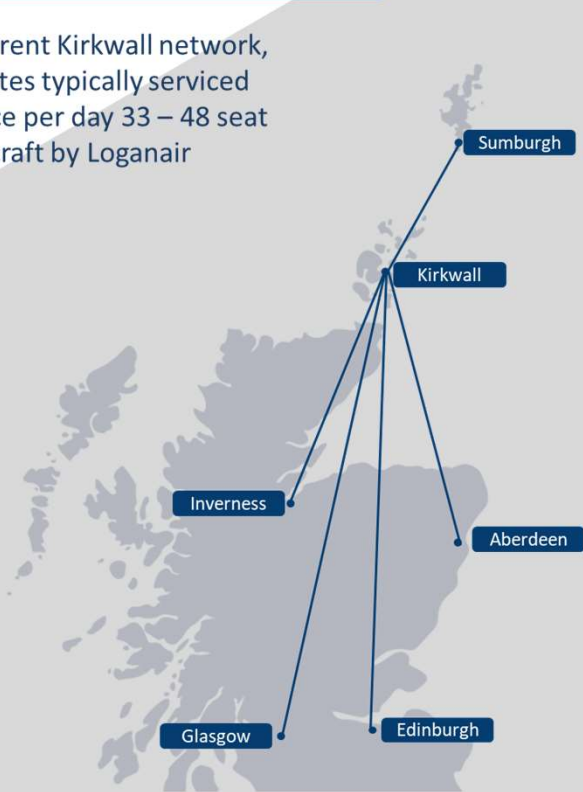 rent Kirkwall network,
tes typically serviced
ce per day 33 – 48 seat
raft by Loganair
Sumburgh
Kirkwall
Inverness
Aberdeen
Glasgow
Edinburgh